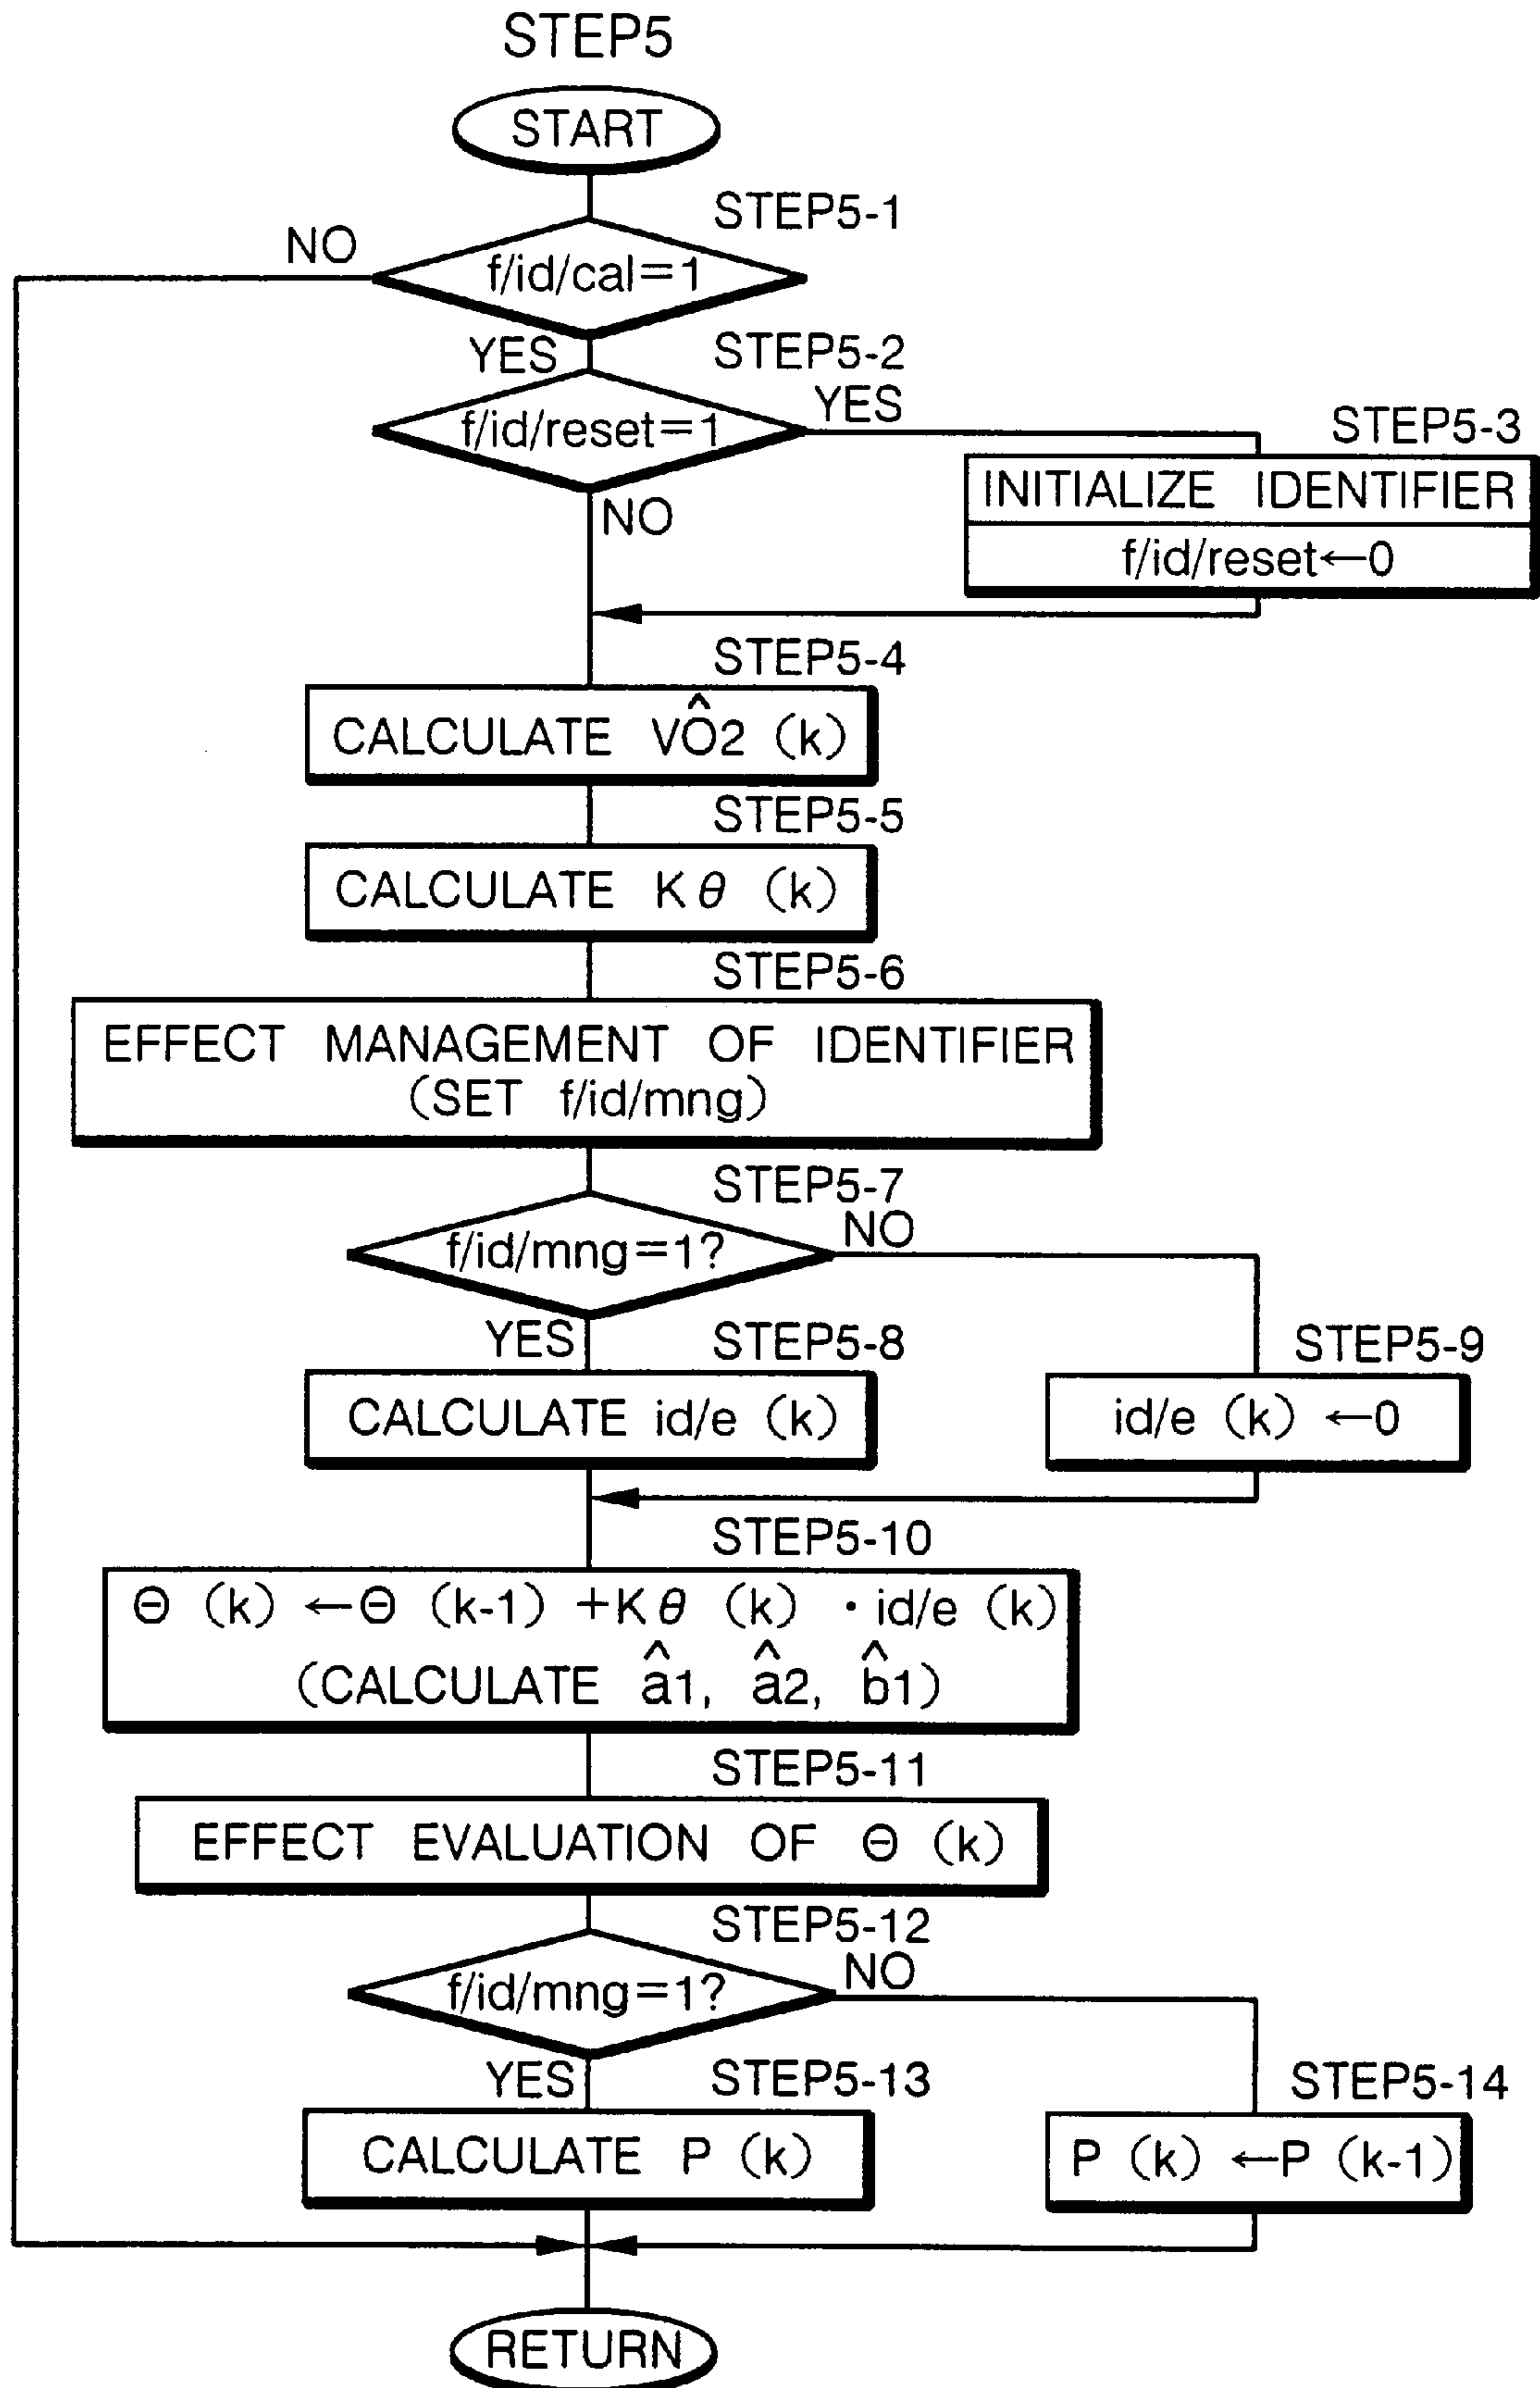 STEP5
START
STEP5-1
NO
f/id/cal=1
YES
STEP5-2
YES
f/id/reset=1
STEP5-3
INITIALIZE IDENTIFIER
NO
f/id/reset←0
STEP5-4
CALCULATE VÔ2 (k)
STEP5-5
CALCULATE Kθ (k)
STEP5-6
EFFECT MANAGEMENT OF IDENTIFIER
(SET f/id/mng)
STEP5-7
NO
f/id/mng=1?
YES
STEP5-8
STEP5-9
CALCULATE id/e (k)
id/e (k) ←0
STEP5-10
Θ (k) ←Θ (k-1) +Kθ (k) ・id/e (k)
(CALCULATE â1, â2, b̂1)
STEP5-11
EFFECT EVALUATION OF Θ (k)
STEP5-12
NO
f/id/mng=1?
YES
STEP5-13
STEP5-14
CALCULATE P (k)
P (k) ←P (k-1)
RETURN